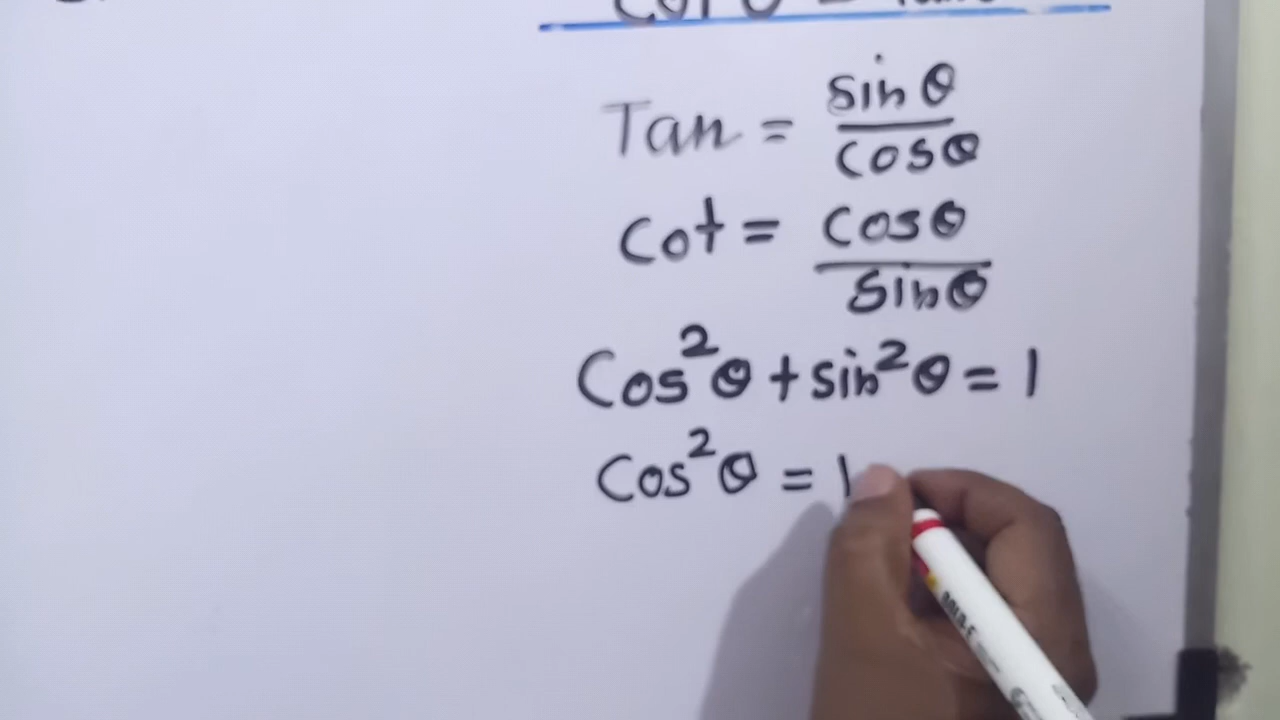 Tan = sinθ/cosθ
Cot = cosθ/sinθ
Cos²θ + sin²θ = 1
Cos²θ = 1